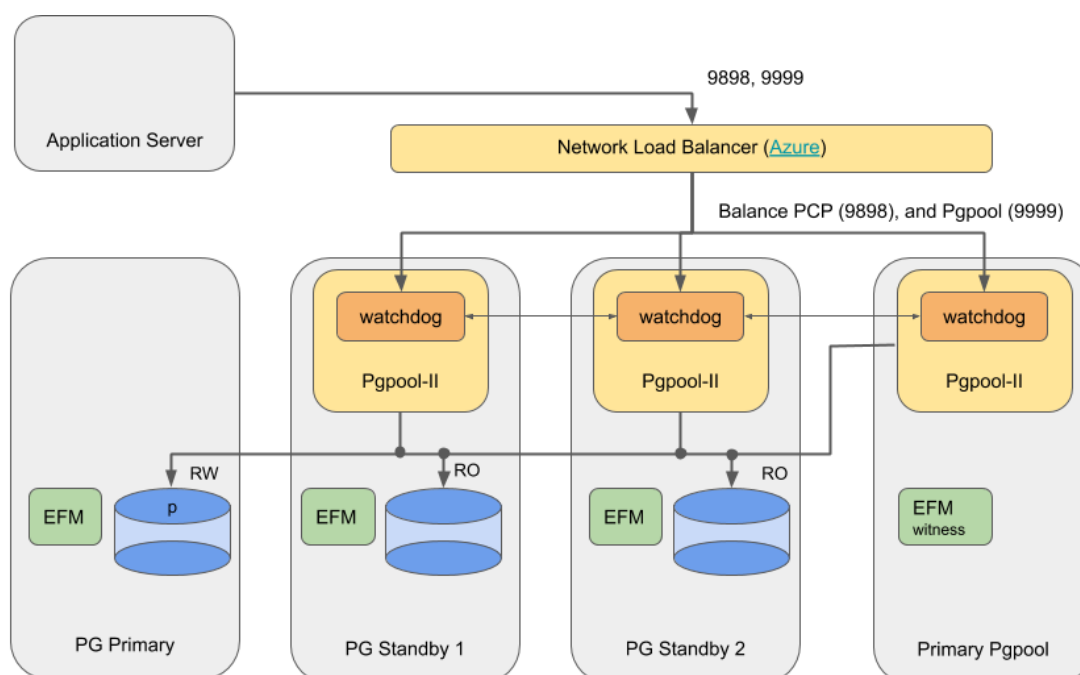 9898, 9999
Application Server
Network Load Balancer (Azure)
Balance PCP (9898), and Pgpool (9999)
watchdog
watchdog
watchdog
Pgpool-II
Pgpool-II
Pgpool-II
RW
RO
RO
p
EFM
EFM
EFM
EFM
witness
PG Primary
PG Standby 1
PG Standby 2
Primary Pgpool